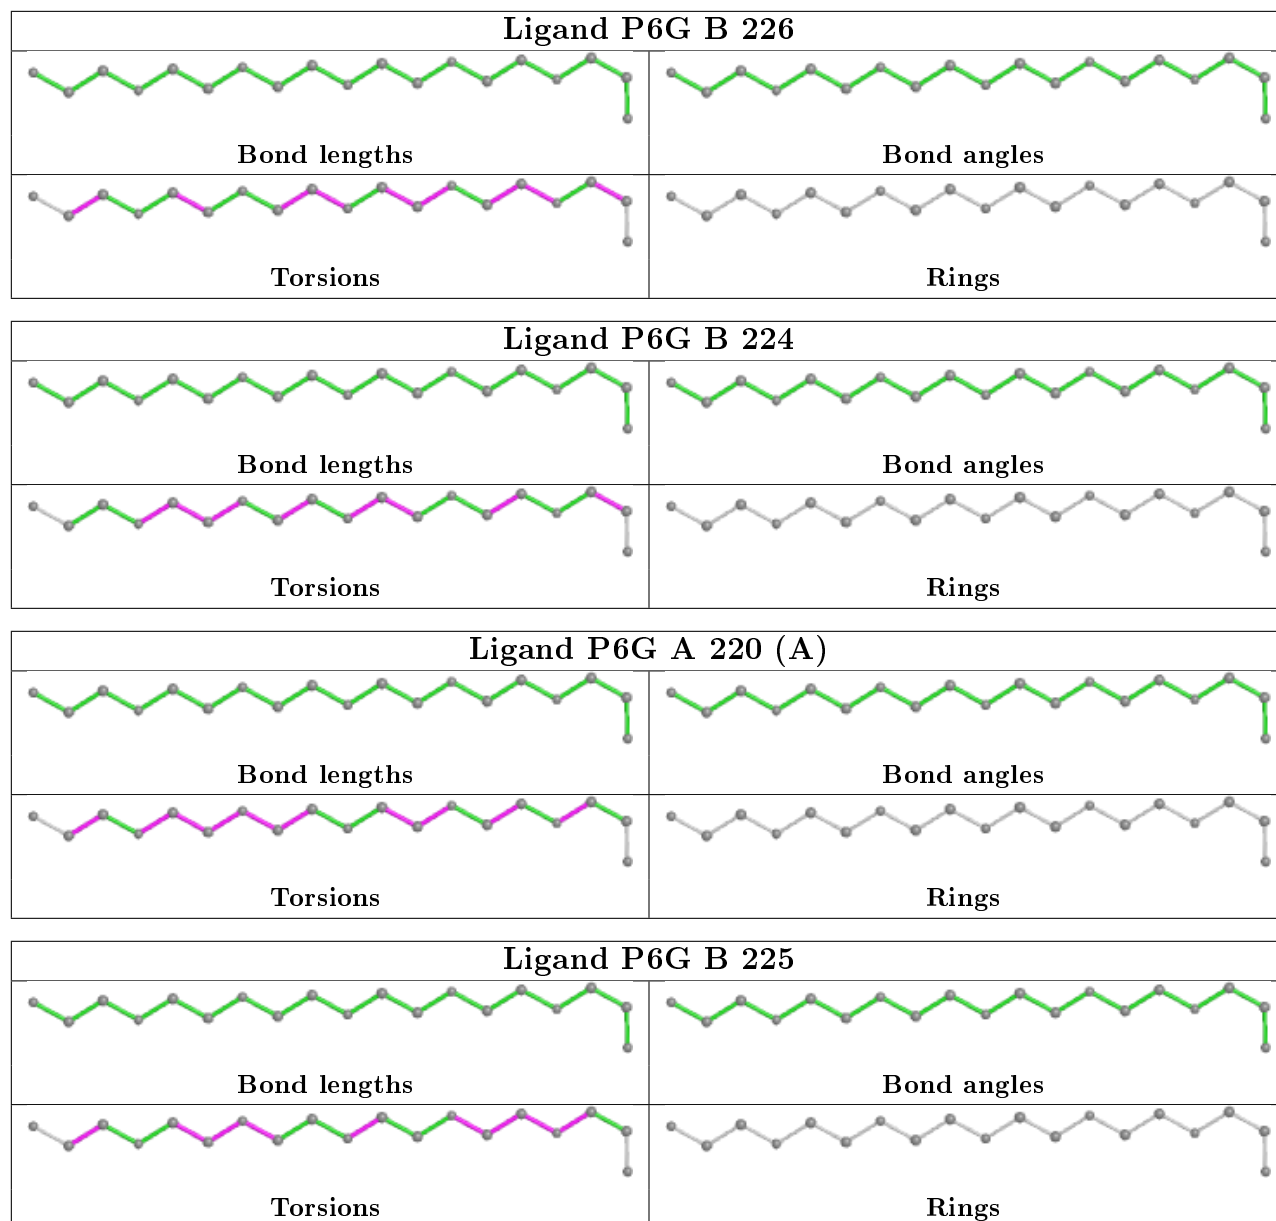 Ligand P6G B 226
Bond lengths
Bond angles
Torsions
Rings
Ligand P6G B 224
Bond lengths
Bond angles
Torsions
Rings
Ligand P6G A 220 (A)
Bond lengths
Bond angles
Torsions
Rings
Ligand P6G B 225
Bond lengths
Bond angles
Torsions
Rings